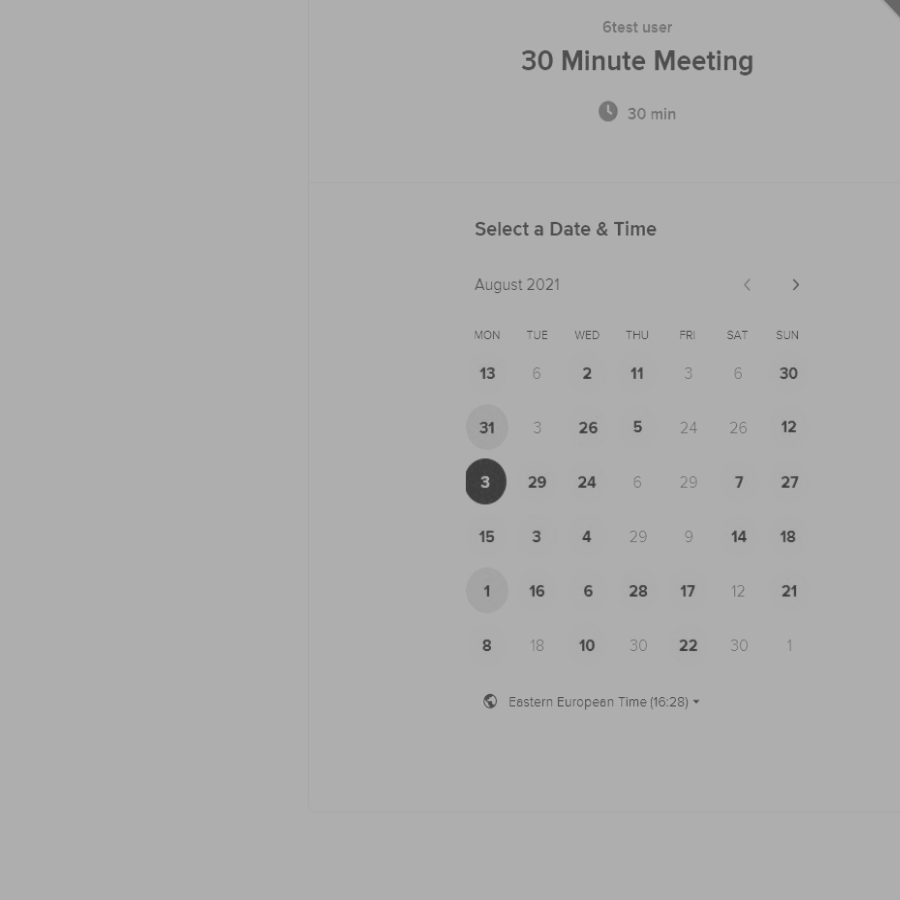 6test user
30 Minute Meeting
30 min
Select a Date & Time
August 2021
MON TUE WED THU FRI SAT SUN
13 6 2 11 3 6 30
31 3 26 5 24 26 12
3 29 24 6 29 7 27
15 3 4 29 9 14 18
1 16 6 28 17 12 21
8 18 10 30 22 30 1
Eastern European Time (16:28)